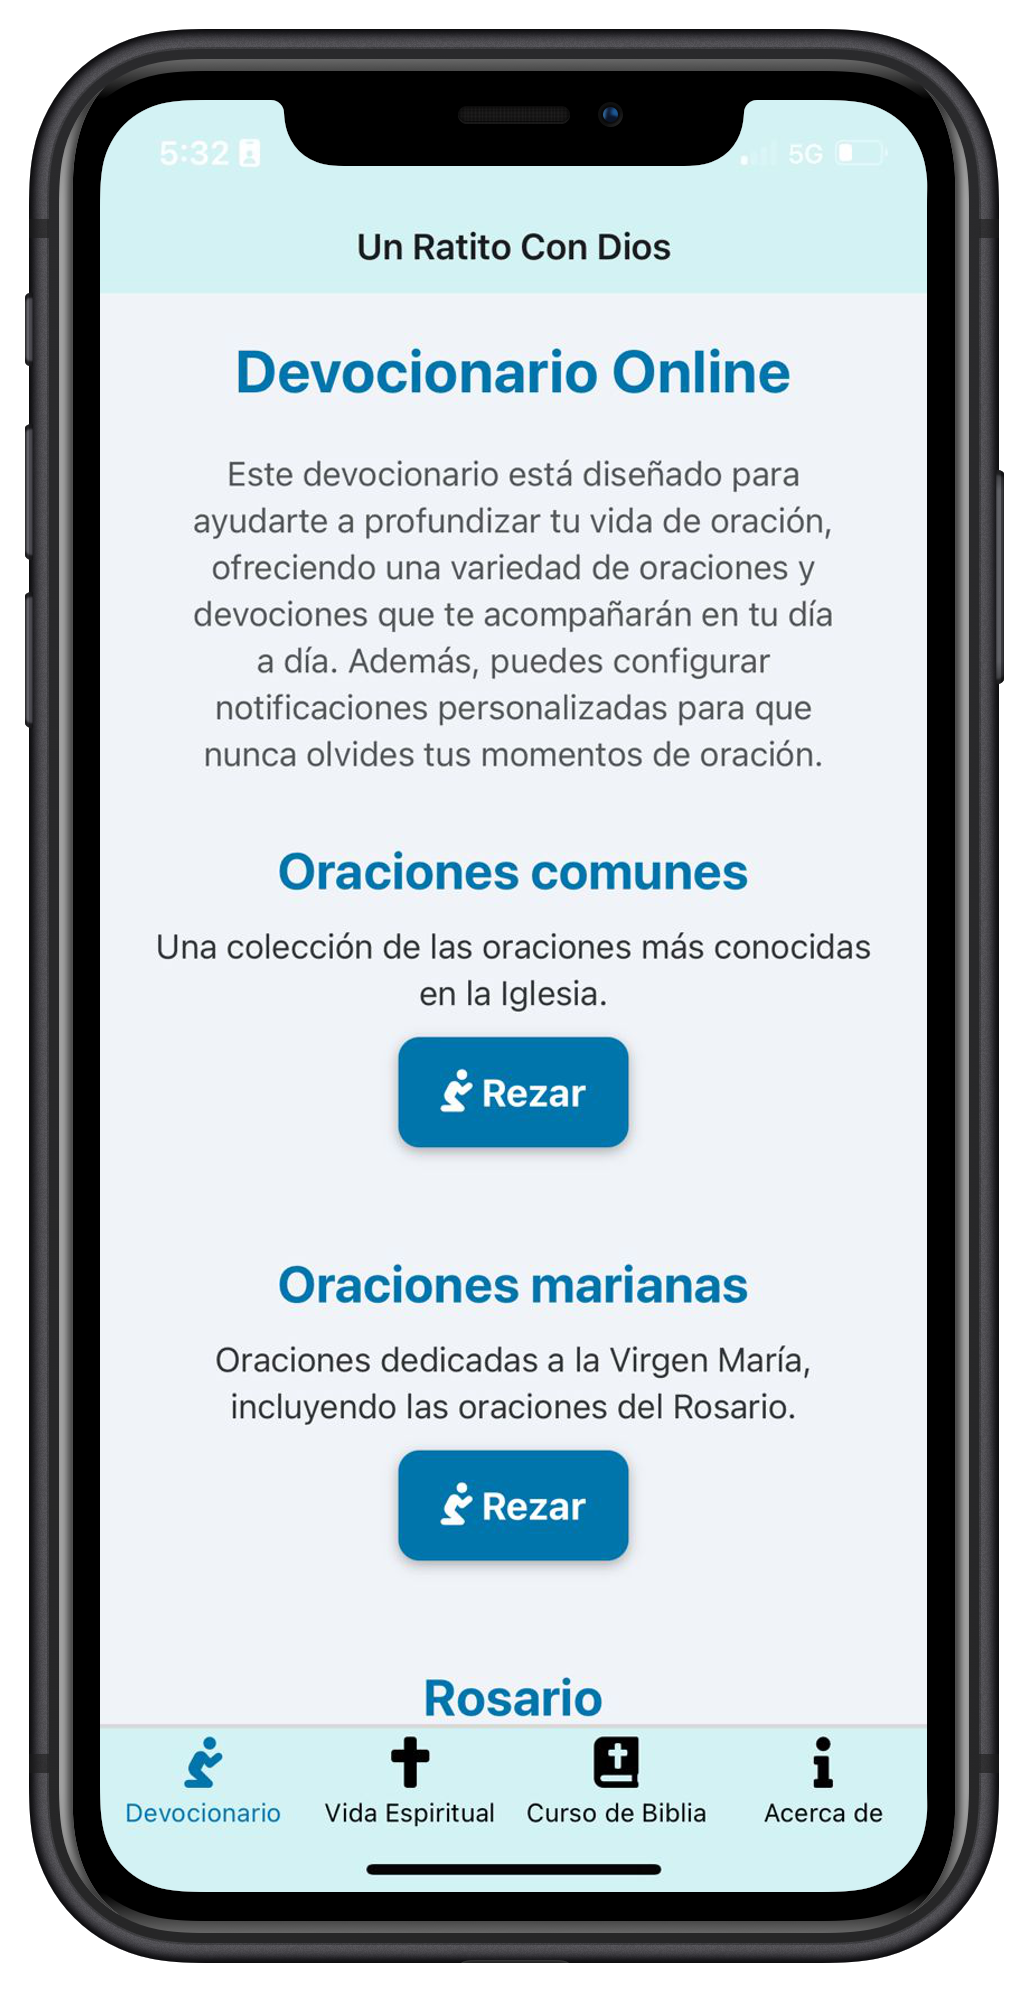 5:32
5G
Un Ratito Con Dios
Devocionario Online
Este devocionario está diseñado para
ayudarte a profundizar tu vida de oración,
ofreciendo una variedad de oraciones y
devociones que te acompañarán en tu día
a día. Además, puedes configurar
notificaciones personalizadas para que
nunca olvides tus momentos de oración.
Oraciones comunes
Una colección de las oraciones más conocidas
en la Iglesia.
Rezar
Oraciones marianas
Oraciones dedicadas a la Virgen María,
incluyendo las oraciones del Rosario.
Rezar
Rosario
Devocionario
Vida Espiritual
Curso de Biblia
Acerca de